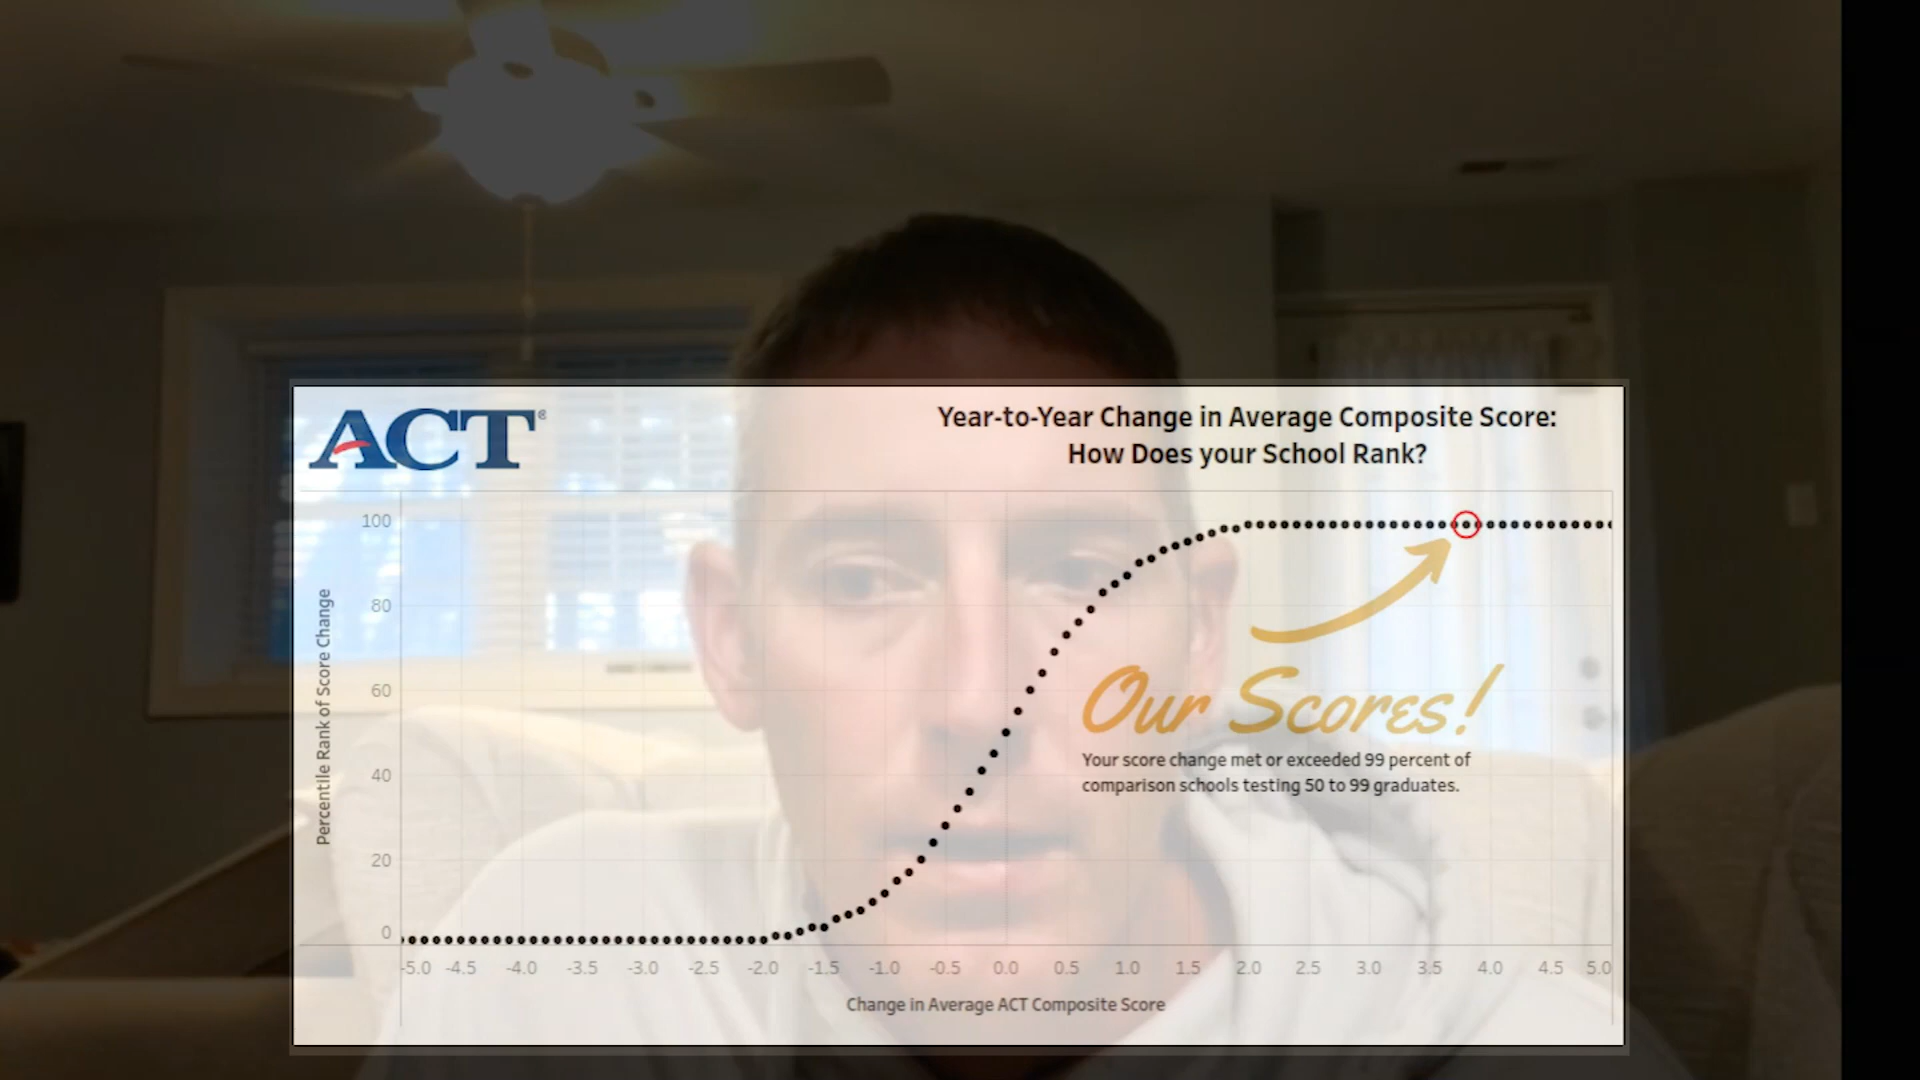 ACT®
Year-to-Year Change in Average Composite Score:
How Does your School Rank?
Percentile Rank of Score Change
100
80
60
40
20
0
Our Scores!
Your score change met or exceeded 99 percent of
comparison schools testing 50 to 99 graduates.
-5.0 -4.5 -4.0 -3.5 -3.0 -2.5 -2.0 -1.5 -1.0 -0.5 0.0 0.5 1.0 1.5 2.0 2.5 3.0 3.5 4.0 4.5 5.0
Change in Average ACT Composite Score